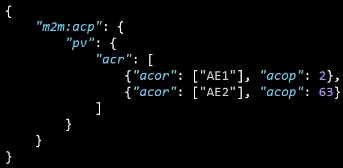 {
    "m2m:acp": {
        "pv": {
            "acr": [
                {"acor": ["AE1"], "acop": 2},
                {"acor": ["AE2"], "acop": 63}
            ]
        }
    }
}